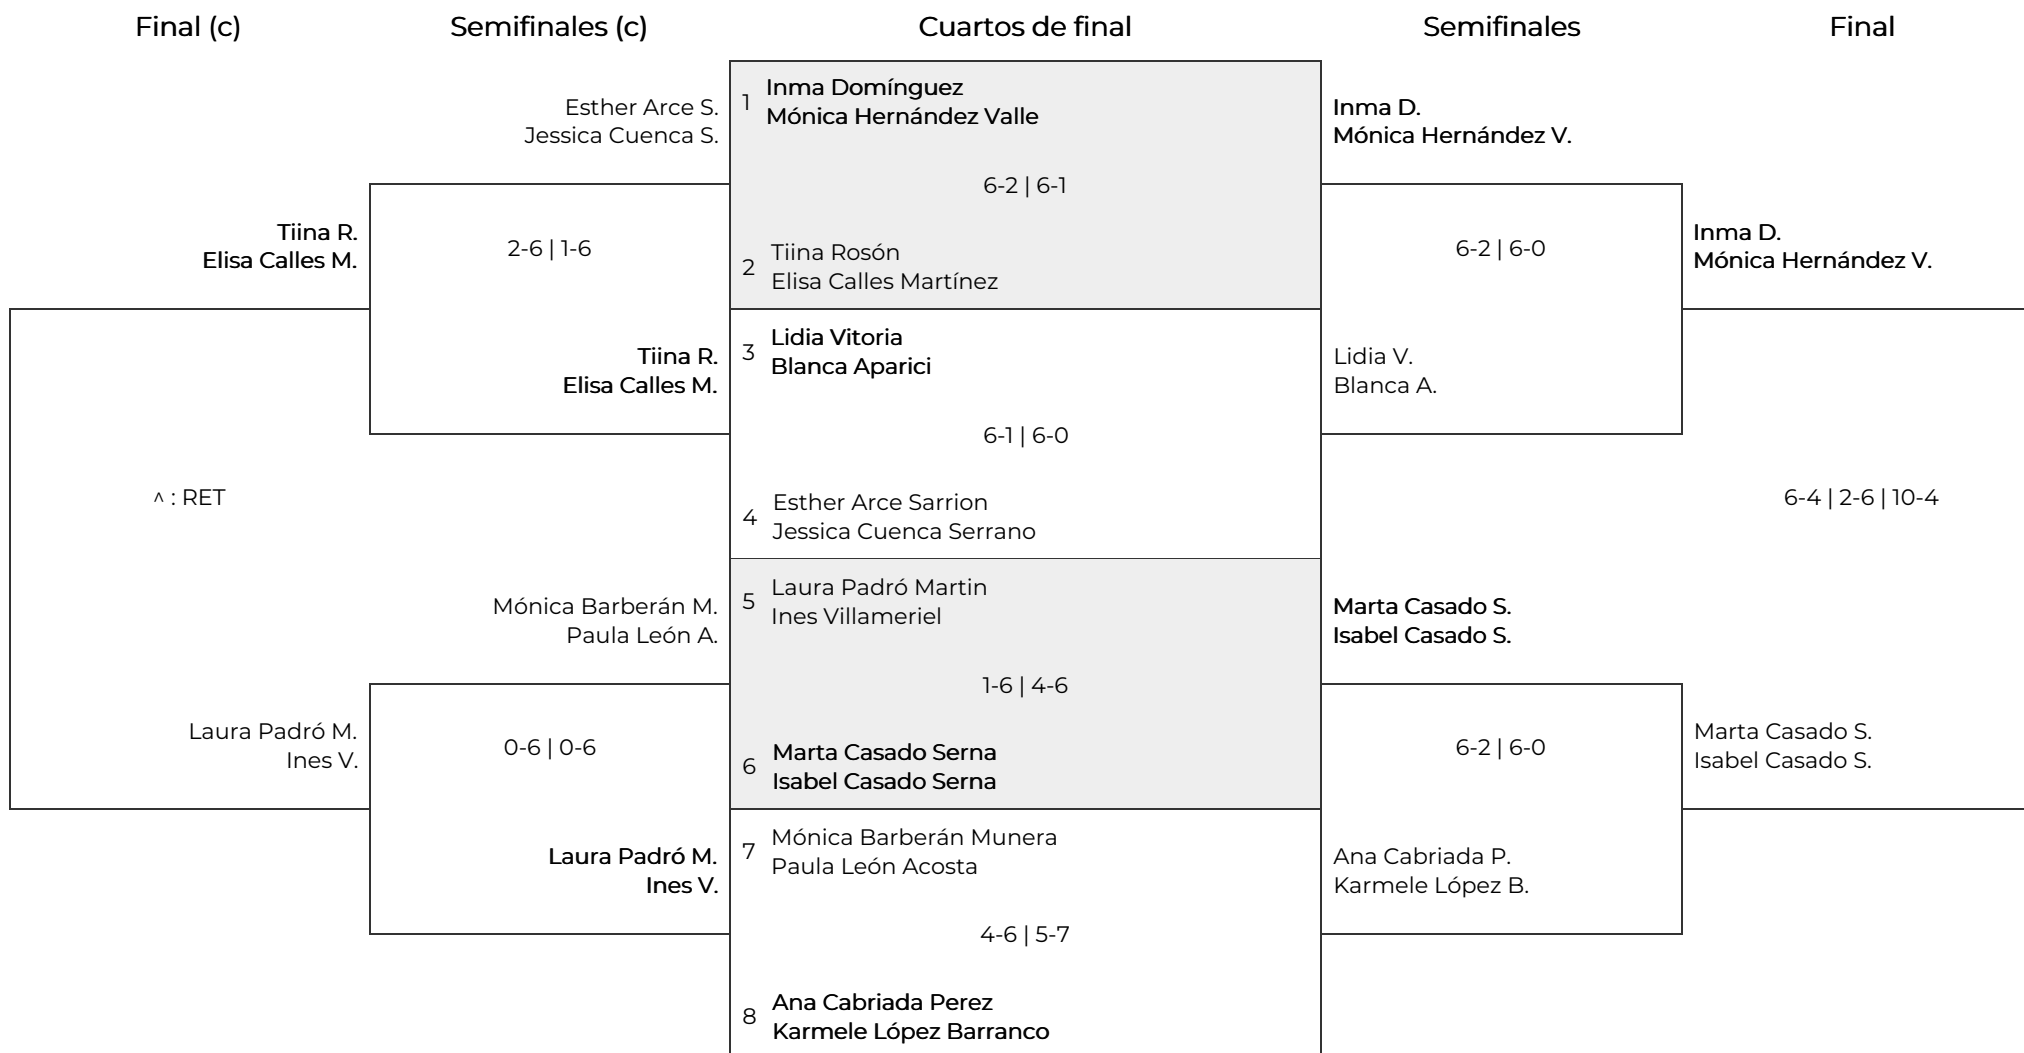 Final (c)
Semifinales (c)
Cuartos de final
Semifinales
Final
Esther Arce S.
Jessica Cuenca S.
1
Inma Domínguez
Mónica Hernández Valle
Inma D.
Mónica Hernández V.
6-2 | 6-1
Tiina R.
Elisa Calles M.
2-6 | 1-6
2
Tiina Rosón
Elisa Calles Martínez
6-2 | 6-0
Inma D.
Mónica Hernández V.
Tiina R.
Elisa Calles M.
3
Lidia Vitoria
Blanca Aparici
Lidia V.
Blanca A.
6-1 | 6-0
^ : RET
4
Esther Arce Sarrion
Jessica Cuenca Serrano
6-4 | 2-6 | 10-4
Mónica Barberán M.
Paula León A.
5
Laura Padró Martin
Ines Villameriel
Marta Casado S.
Isabel Casado S.
1-6 | 4-6
Laura Padró M.
Ines V.
0-6 | 0-6
6
Marta Casado Serna
Isabel Casado Serna
6-2 | 6-0
Marta Casado S.
Isabel Casado S.
Laura Padró M.
Ines V.
7
Mónica Barberán Munera
Paula León Acosta
Ana Cabriada P.
Karmele López B.
4-6 | 5-7
8
Ana Cabriada Perez
Karmele López Barranco